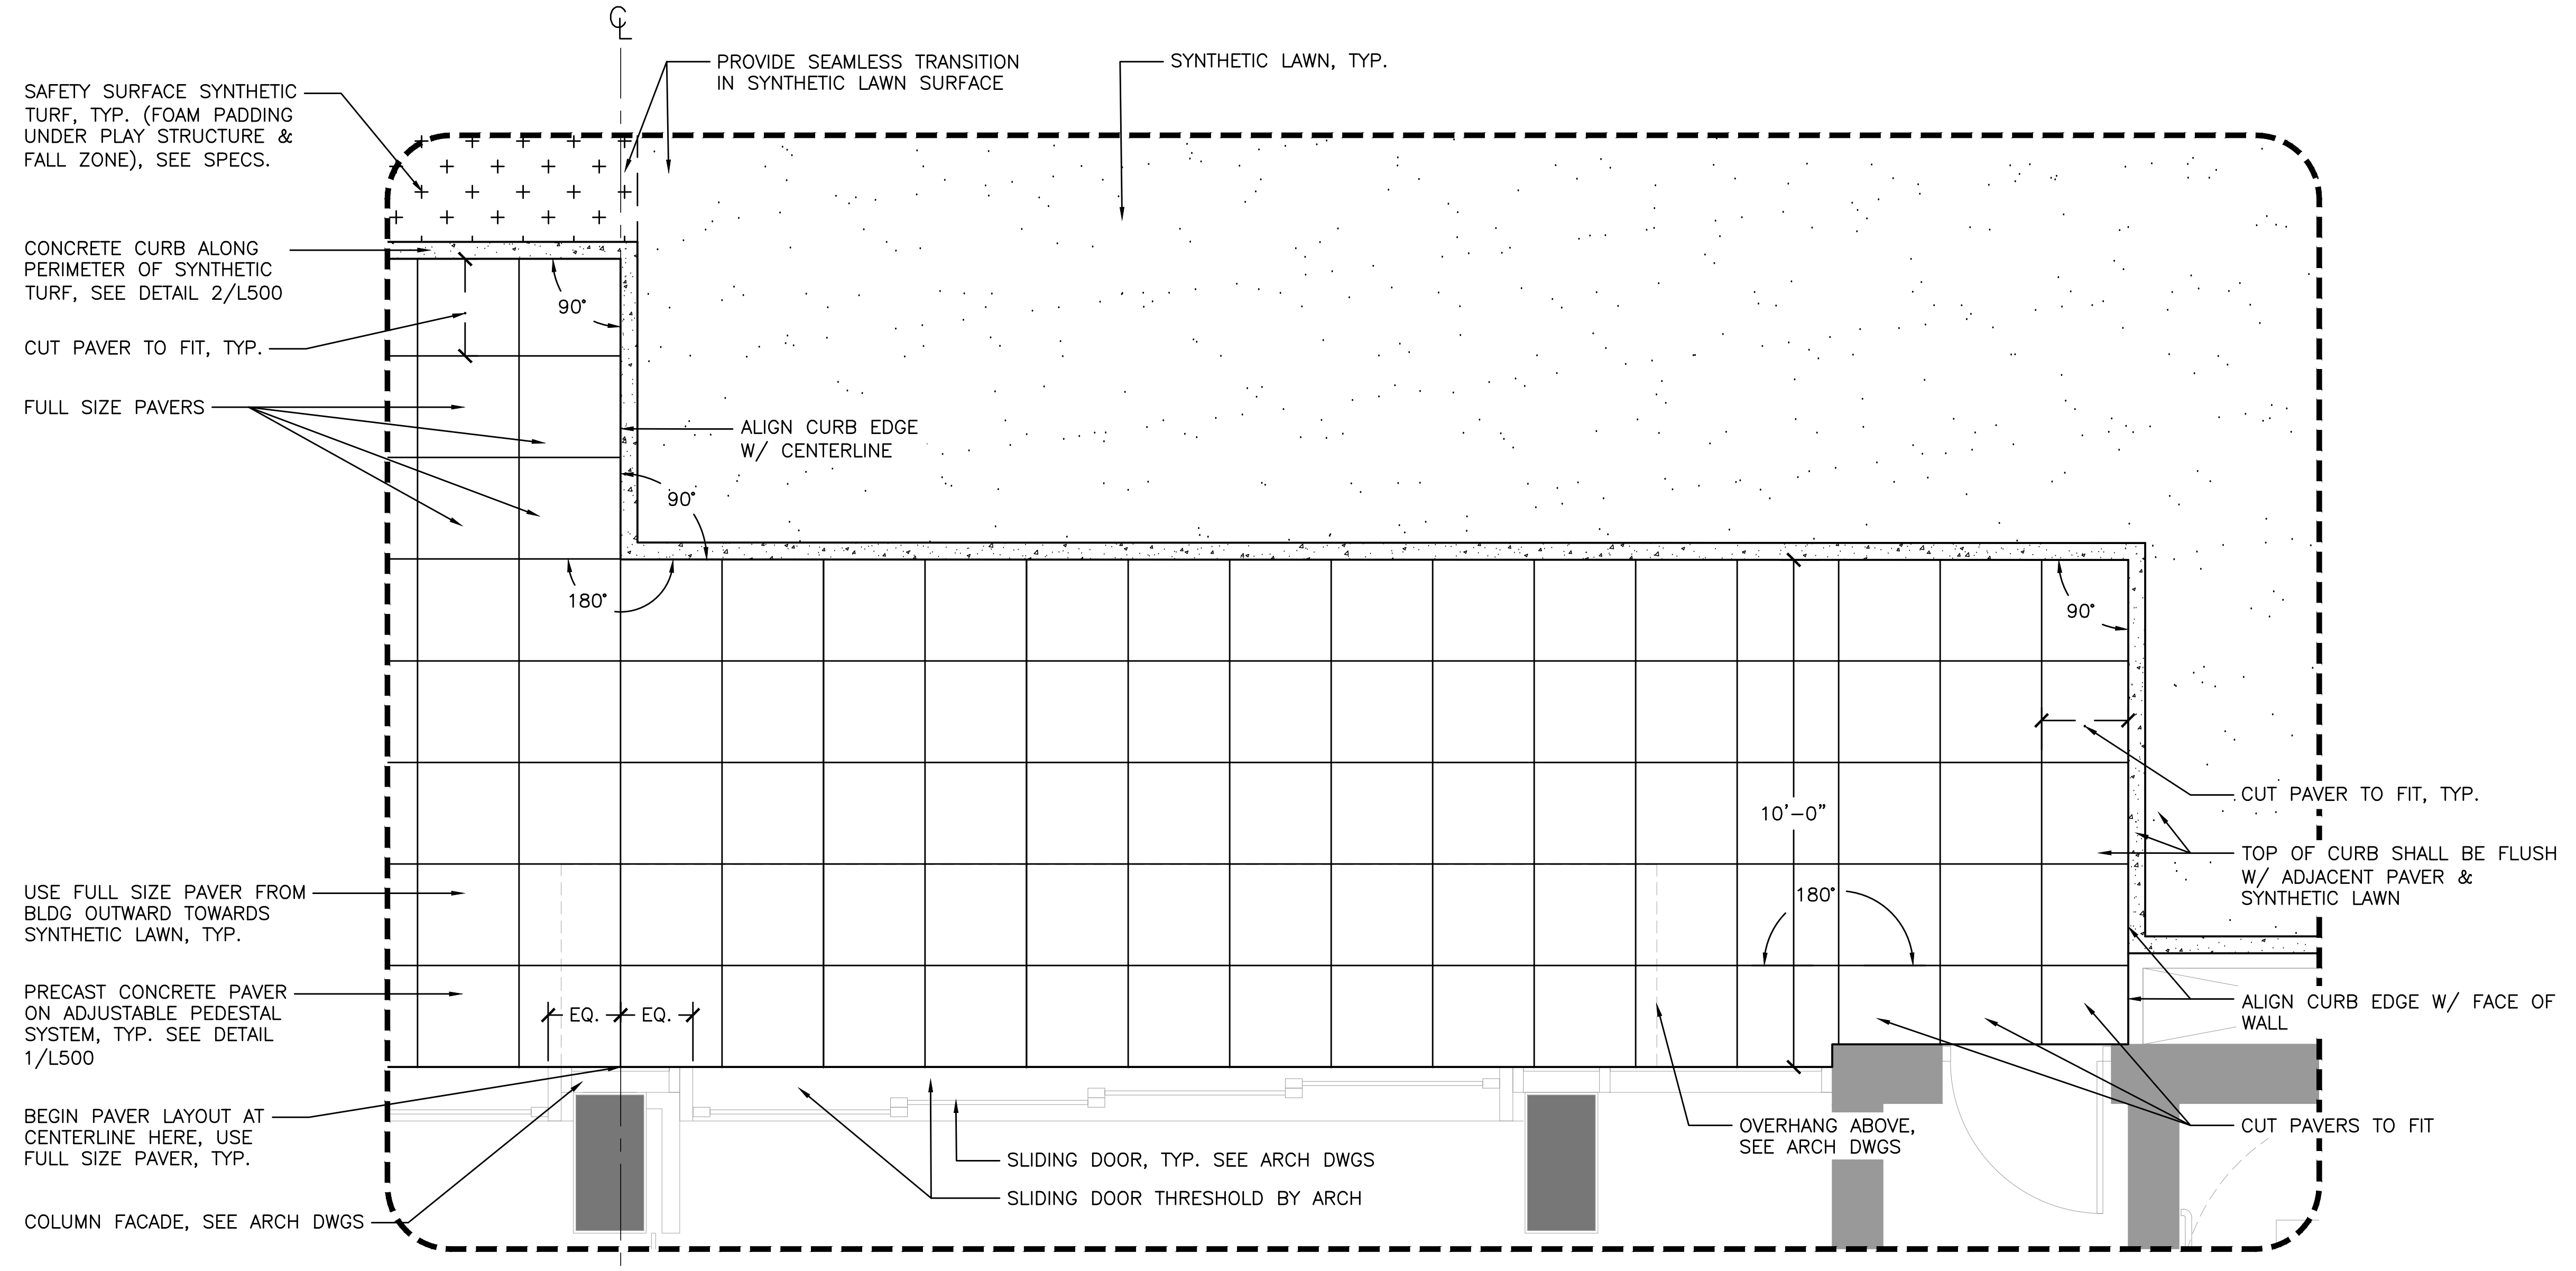 ℄
PROVIDE SEAMLESS TRANSITION
IN SYNTHETIC LAWN SURFACE
SYNTHETIC LAWN, TYP.
SAFETY SURFACE SYNTHETIC
TURF, TYP. (FOAM PADDING
UNDER PLAY STRUCTURE &
FALL ZONE), SEE SPECS.
CONCRETE CURB ALONG
PERIMETER OF SYNTHETIC
TURF, SEE DETAIL 2/L500
90°
CUT PAVER TO FIT, TYP.
FULL SIZE PAVERS
ALIGN CURB EDGE
W/ CENTERLINE
90°
180°
90°
CUT PAVER TO FIT, TYP.
10'-0"
TOP OF CURB SHALL BE FLUSH
W/ ADJACENT PAVER &
SYNTHETIC LAWN
180°
USE FULL SIZE PAVER FROM
BLDG OUTWARD TOWARDS
SYNTHETIC LAWN, TYP.
PRECAST CONCRETE PAVER
ON ADJUSTABLE PEDESTAL
SYSTEM, TYP. SEE DETAIL
1/L500
EQ.
EQ.
ALIGN CURB EDGE W/ FACE OF
WALL
BEGIN PAVER LAYOUT AT
CENTERLINE HERE, USE
FULL SIZE PAVER, TYP.
OVERHANG ABOVE,
SEE ARCH DWGS
CUT PAVERS TO FIT
SLIDING DOOR, TYP. SEE ARCH DWGS
SLIDING DOOR THRESHOLD BY ARCH
COLUMN FACADE, SEE ARCH DWGS